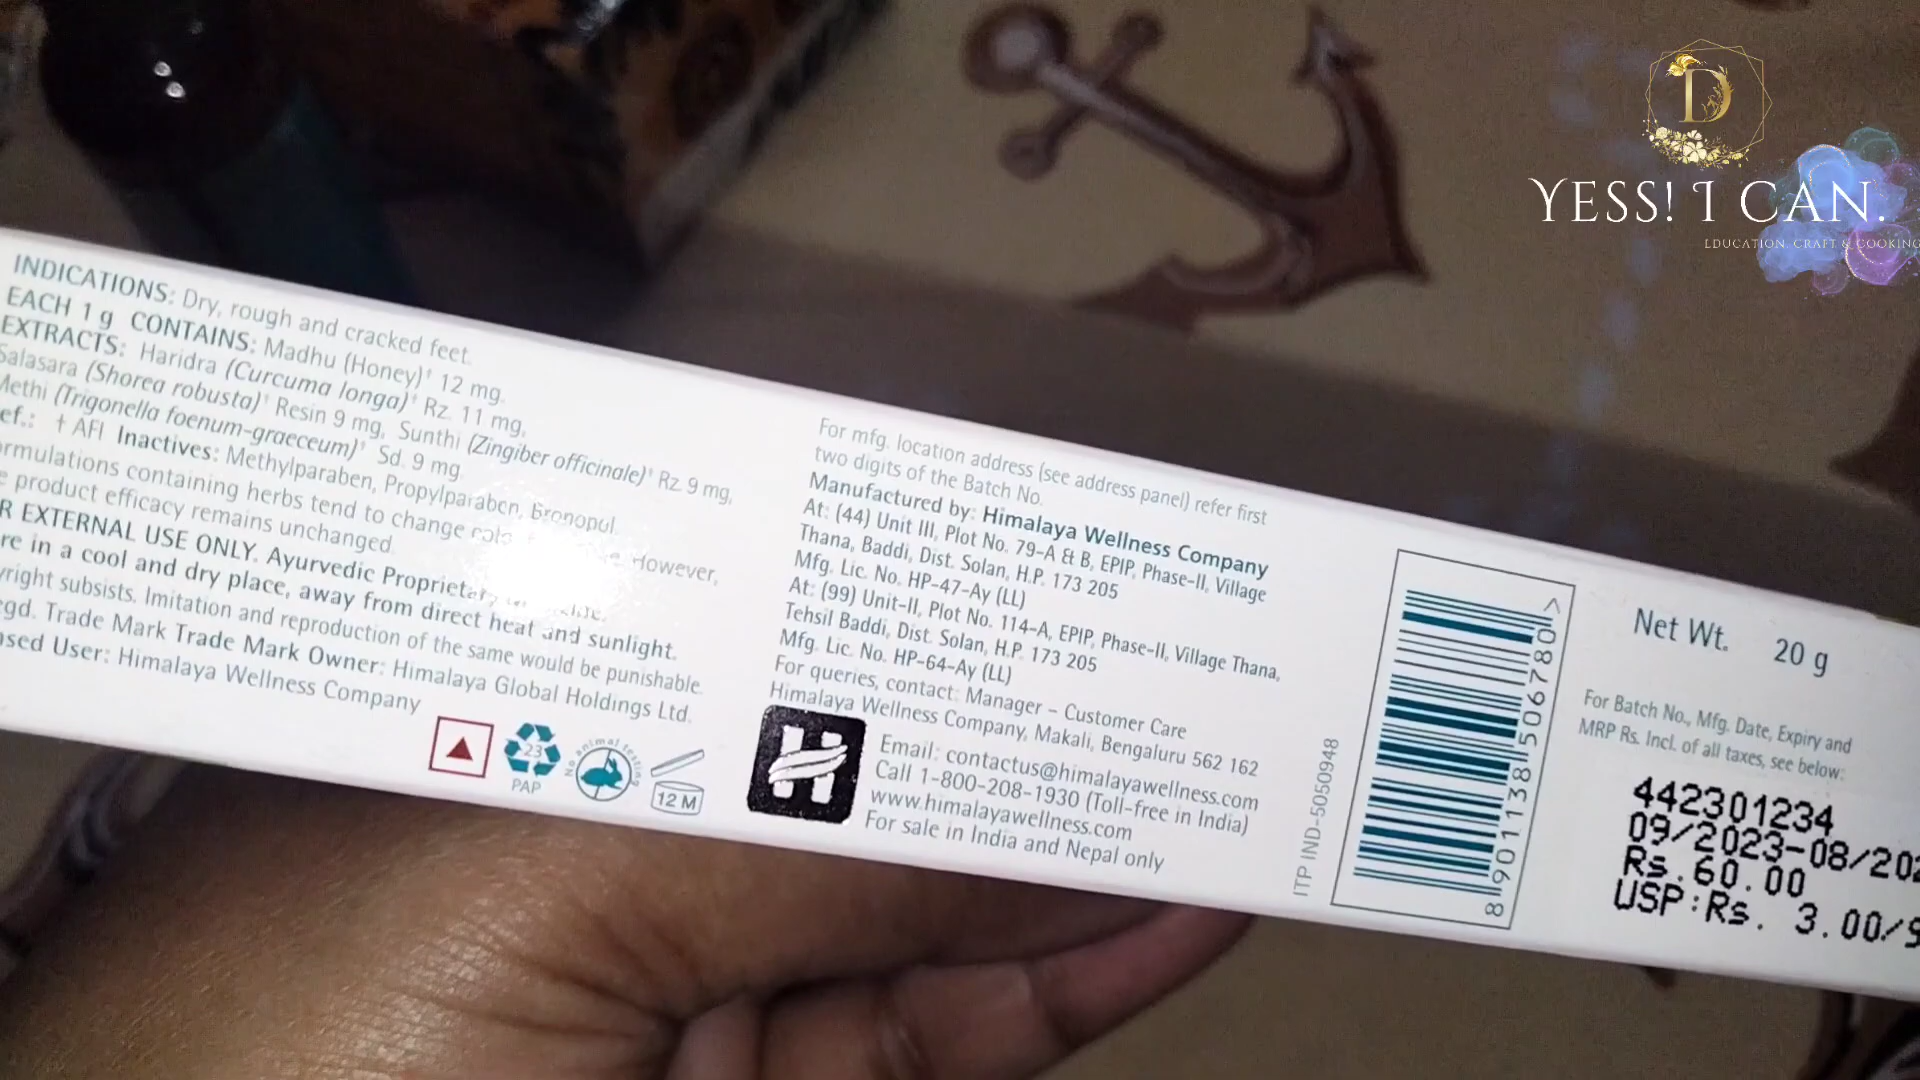 D
YESS! I CAN.
EDUCATION, CRAFT & COOKING
INDICATIONS: Dry, rough and cracked feet.
EACH 1 g CONTAINS: Madhu (Honey)† 12 mg.
EXTRACTS: Haridra (Curcuma longa)† Rz. 11 mg,
Salasara (Shorea robusta)† Resin 9 mg, Sunthi (Zingiber officinale)† Rz 9 mg,
Methi (Trigonella foenum-graeceum)† Sd. 9 mg
† AFI Inactives: Methylparaben, Propylparaben, Bronopol.
containing herbs tend to change However,
product efficacy remains unchanged.
EXTERNAL USE ONLY. Ayurvedic
in a cool and dry place, away from direct heat and sunlight.
subsists. Imitation and reproduction of the same would be punishable.
Trade Mark Trade Mark Owner: Himalaya Global Holdings Ltd.
User: Himalaya Wellness Company
23
PAP
No animal testing
12 M
For mfg. location address (see address panel) refer first
two digits of the Batch No.
Manufactured by: Himalaya Wellness Company
At: (44) Unit III, Plot No. 79-A & B, EPIP, Phase-II, Village
Thana, Baddi, Dist. Solan, H.P. 173 205
Mfg. Lic. No. HP-47-Ay (LL)
At: (99) Unit-II, Plot No. 114-A, EPIP, Phase-II, Village Thana,
Tehsil Baddi, Dist. Solan, H.P. 173 205
Mfg. Lic. No. HP-64-Ay (LL)
For queries, contact: Manager - Customer Care
Himalaya Wellness Company, Makali, Bengaluru 562 162
Email: contactus@himalayawellness.com
Call 1-800-208-1930 (Toll-free in India)
www.himalayawellness.com
For sale in India and Nepal only
H
ITP IND-5050948
8 901138 506780 >
Net Wt. 20 g
For Batch No., Mfg. Date, Expiry and
MRP Rs. Incl. of all taxes, see below:
442301234
09/2023-08/202
Rs.60.00
USP:Rs. 3.00/g